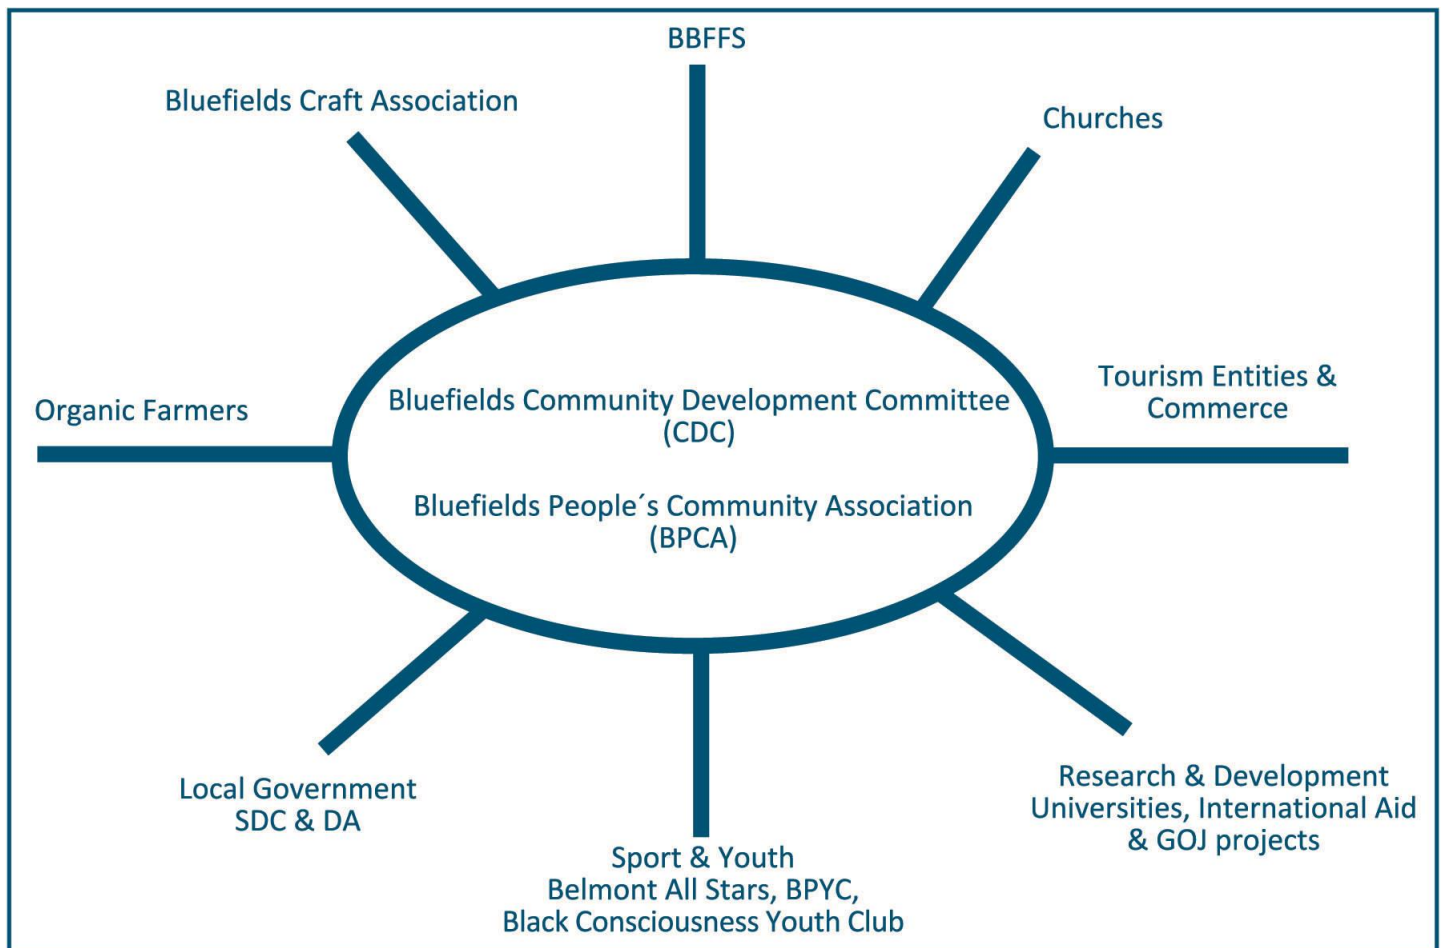 BBFFS
Bluefields Craft Association
Churches
Tourism Entities &
Commerce
Organic Farmers
Bluefields Community Development Committee
(CDC)
Bluefields People´s Community Association
(BPCA)
Local Government
SDC & DA
Research & Development
Universities, International Aid
& GOJ projects
Sport & Youth
Belmont All Stars, BPYC,
Black Consciousness Youth Club